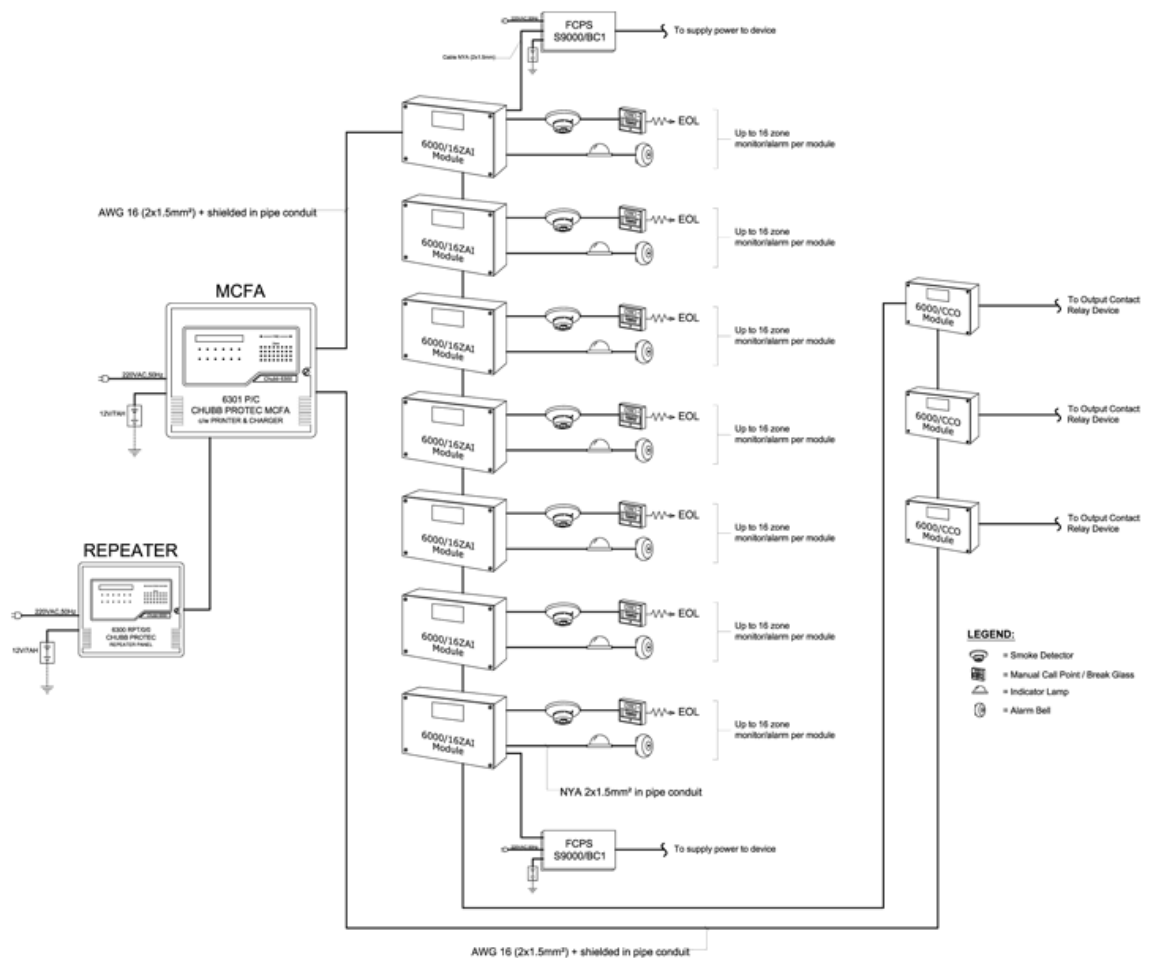 220VAC,50Hz
FCPS
S9000/BC1
To supply power to device
Cable NYA (2x1.5mm)
6000/16ZAI
Module
EOL
Up to 16 zone
monitor/alarm per module
AWG 16 (2x1.5mm²) + shielded in pipe conduit
6000/16ZAI
Module
EOL
Up to 16 zone
monitor/alarm per module
MCFA
Chubb 6300
220VAC,50Hz
12V/7AH
6301 P/C
CHUBB PROTEC MCFA
c/w PRINTER & CHARGER
6000/16ZAI
Module
EOL
Up to 16 zone
monitor/alarm per module
6000/CCO
Module
To Output Contact
Relay Device
6000/16ZAI
Module
EOL
Up to 16 zone
monitor/alarm per module
6000/CCO
Module
To Output Contact
Relay Device
6000/16ZAI
Module
EOL
Up to 16 zone
monitor/alarm per module
6000/CCO
Module
To Output Contact
Relay Device
REPEATER
220VAC,50Hz
12V/7AH
6300 RPT/0/0
CHUBB PROTEC
REPEATER PANEL
6000/16ZAI
Module
EOL
Up to 16 zone
monitor/alarm per module
LEGEND:
= Smoke Detector
= Manual Call Point / Break Glass
= Indicator Lamp
= Alarm Bell
6000/16ZAI
Module
EOL
Up to 16 zone
monitor/alarm per module
NYA 2x1.5mm² in pipe conduit
220VAC,50Hz
FCPS
S9000/BC1
To supply power to device
AWG 16 (2x1.5mm²) + shielded in pipe conduit